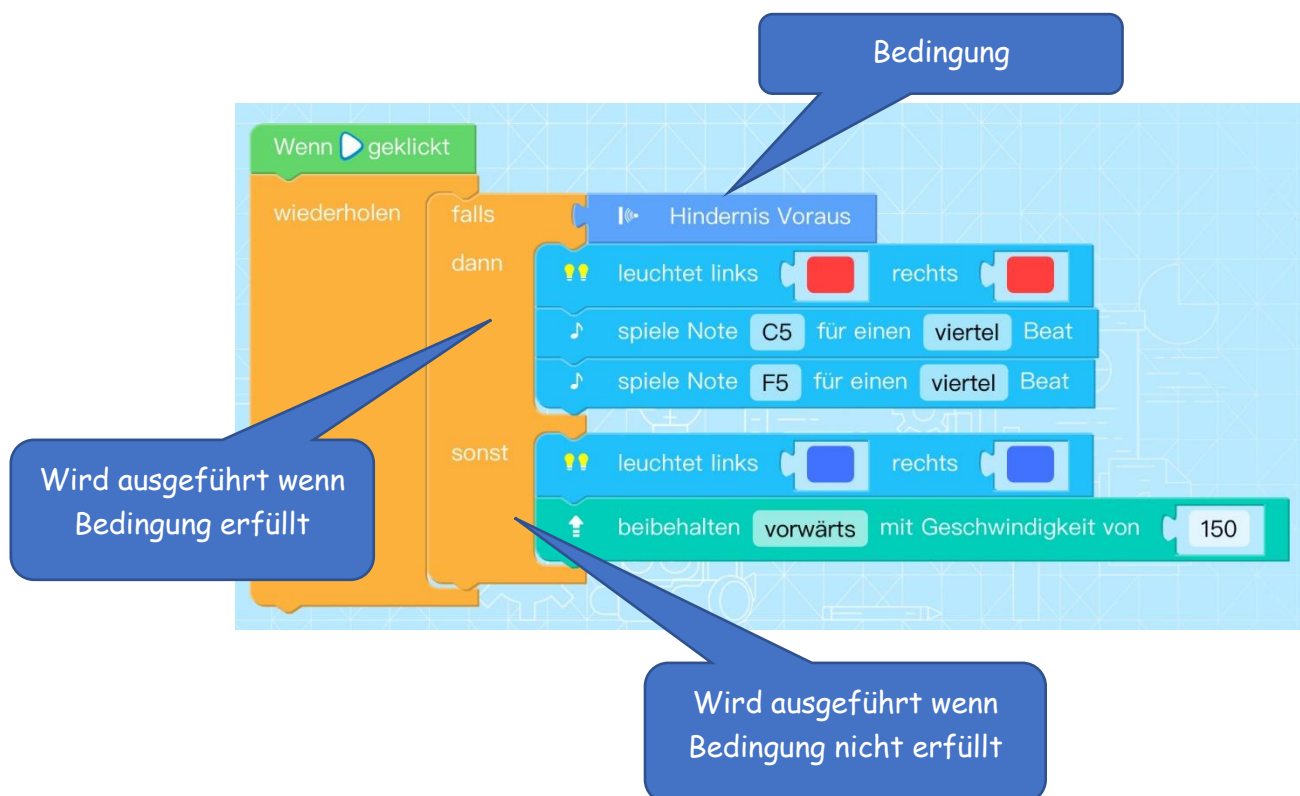 Bedingung
Wenn geklickt
wiederholen falls Hindernis Voraus
dann leuchtet links rechts
spiele Note C5 für einen viertel Beat
spiele Note F5 für einen viertel Beat
sonst leuchtet links rechts
beibehalten vorwärts mit Geschwindigkeit von 150
Wird ausgeführt wenn
Bedingung erfüllt
Wird ausgeführt wenn
Bedingung nicht erfüllt